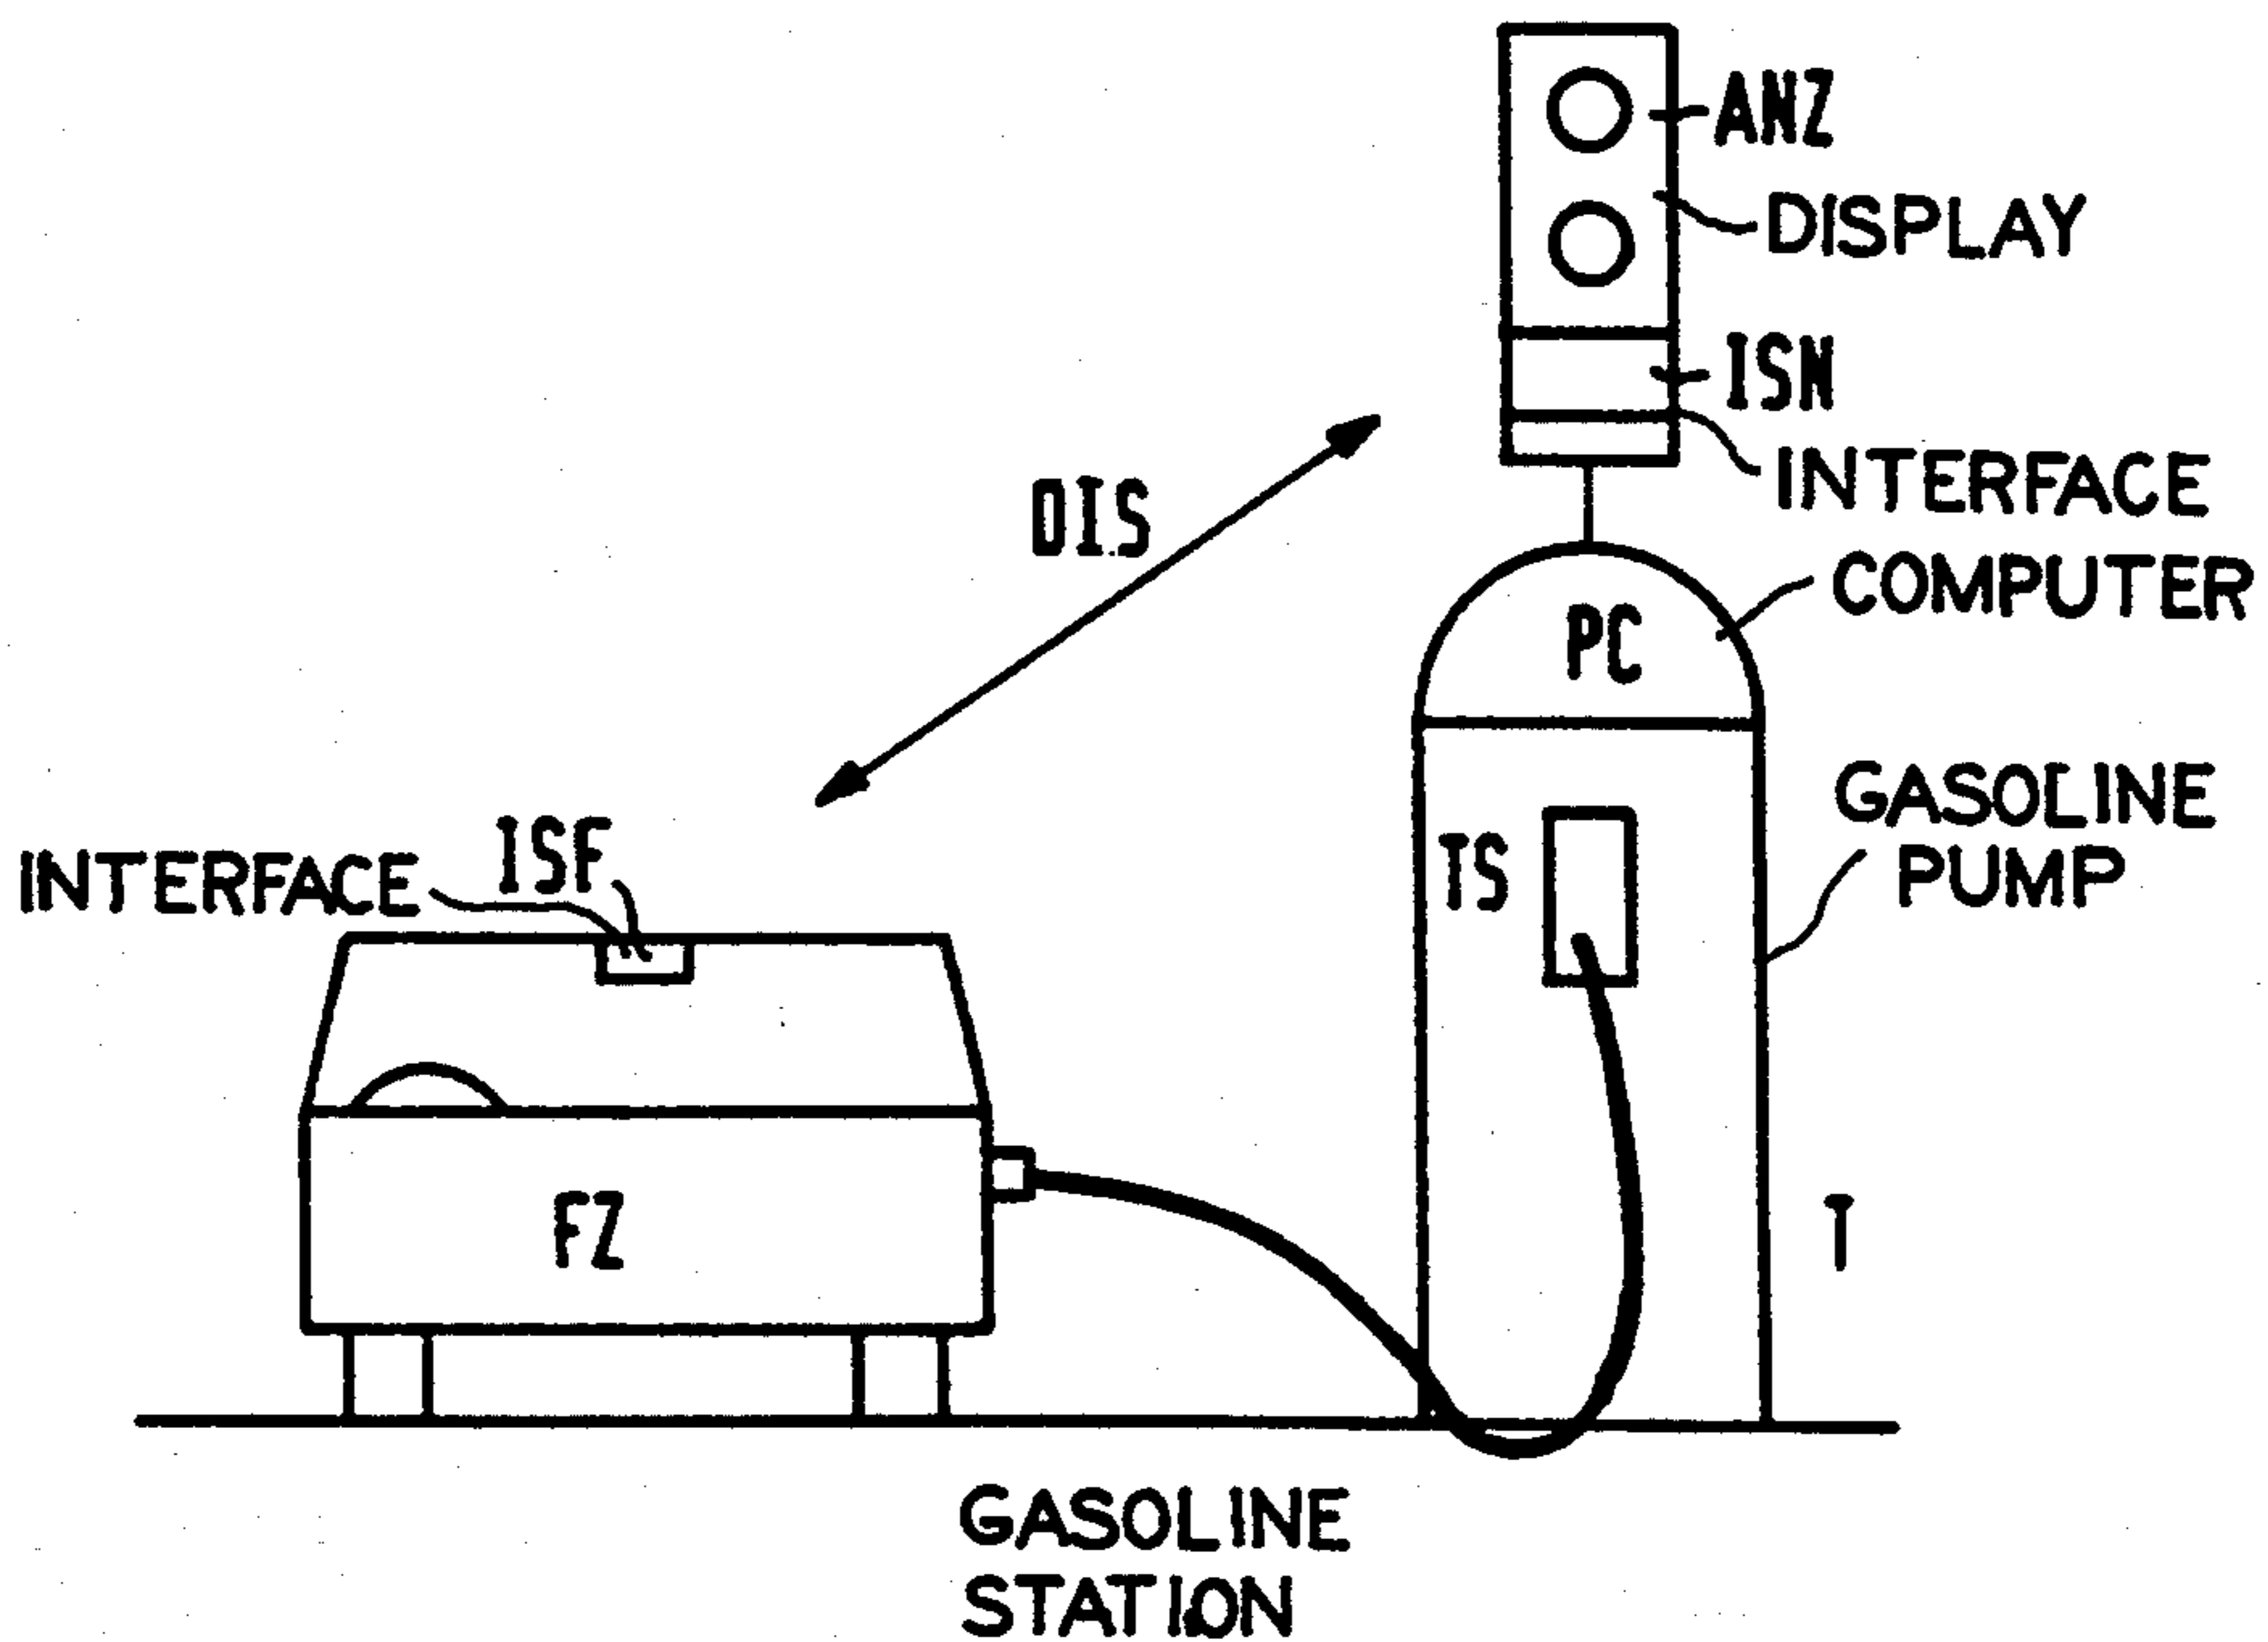 ANZ
DISPLAY
ISN
INTERFACE
DIS
COMPUTER
PC
GASOLINE
PUMP
ISF
INTERFACE
TS
FZ
T
GASOLINE
STATION